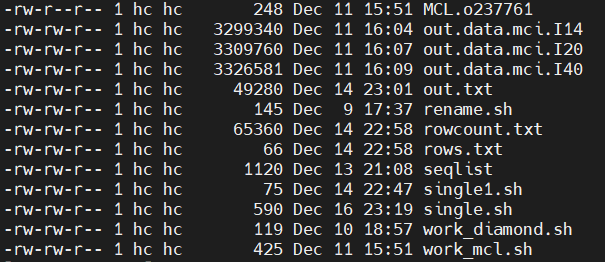 -rw-r--r-- 1 hc hc     248 Dec 11 15:51 MCL.o237761
-rw-rw-r-- 1 hc hc 3299340 Dec 11 16:04 out.data.mci.I14
-rw-rw-r-- 1 hc hc 3309760 Dec 11 16:07 out.data.mci.I20
-rw-rw-r-- 1 hc hc 3326581 Dec 11 16:09 out.data.mci.I40
-rw-rw-r-- 1 hc hc   49280 Dec 14 23:01 out.txt
-rw-rw-r-- 1 hc hc     145 Dec  9 17:37 rename.sh
-rw-rw-r-- 1 hc hc   65360 Dec 14 22:58 rowcount.txt
-rw-rw-r-- 1 hc hc      66 Dec 14 22:58 rows.txt
-rw-rw-r-- 1 hc hc    1120 Dec 13 21:08 seqlist
-rw-rw-r-- 1 hc hc      75 Dec 14 22:47 single1.sh
-rw-rw-r-- 1 hc hc     590 Dec 16 23:19 single.sh
-rw-rw-r-- 1 hc hc     119 Dec 10 18:57 work_diamond.sh
-rw-rw-r-- 1 hc hc     425 Dec 11 15:51 work_mcl.sh